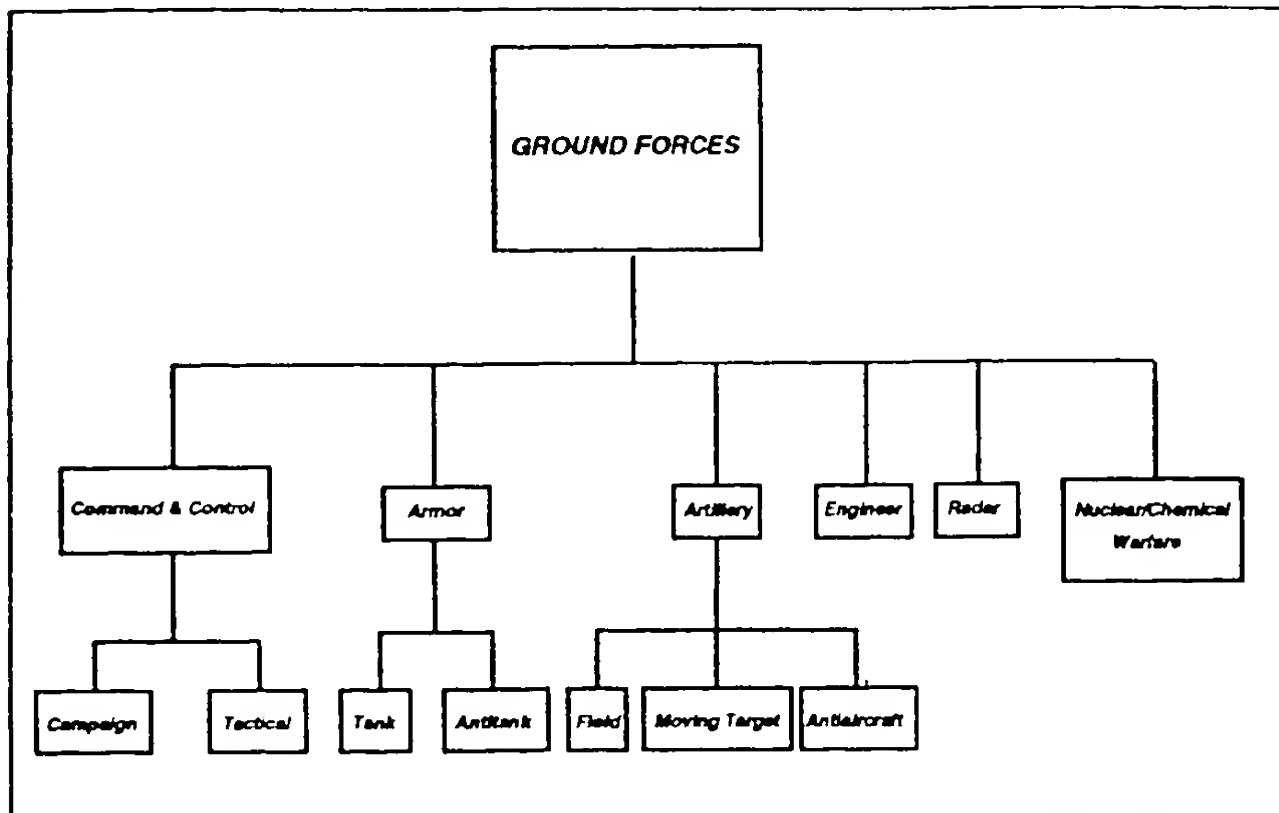 GROUND FORCES
Command & Control
Armor
Artillery
Engineer
Radar
Nuclear/Chemical
Warfare
Campaign
Tactical
Tank
Antitank
Field
Moving Target
Antiaircraft